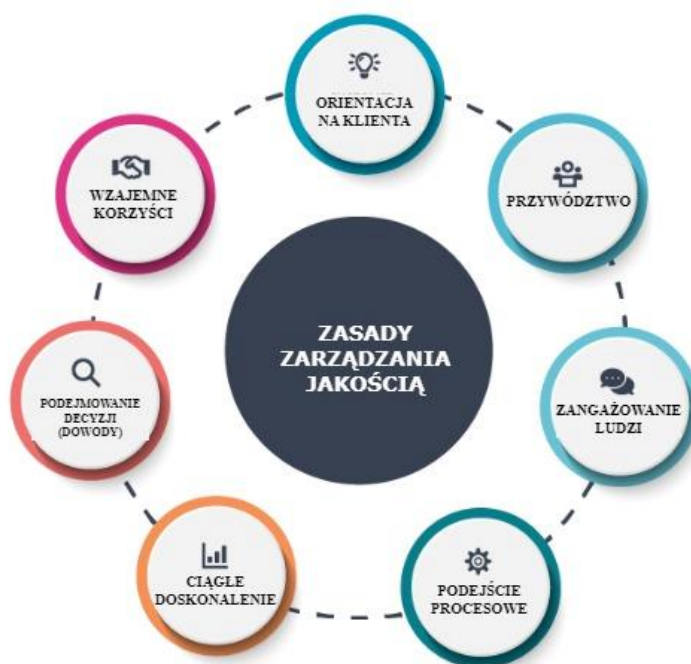 ORIENTACJA
NA KLIENTA
PRZYWÓDZTWO
ZANGAŻOWANIE
LUDZI
PODEJŚCIE
PROCESOWE
CIĄGŁE
DOSKONALENIE
PODEJMOWANIE
DECYZJI
(DOWODY)
WZAJEMNE
KORZYŚCI
ZASADY
ZARZĄDZANIA
JAKOŚCIĄ